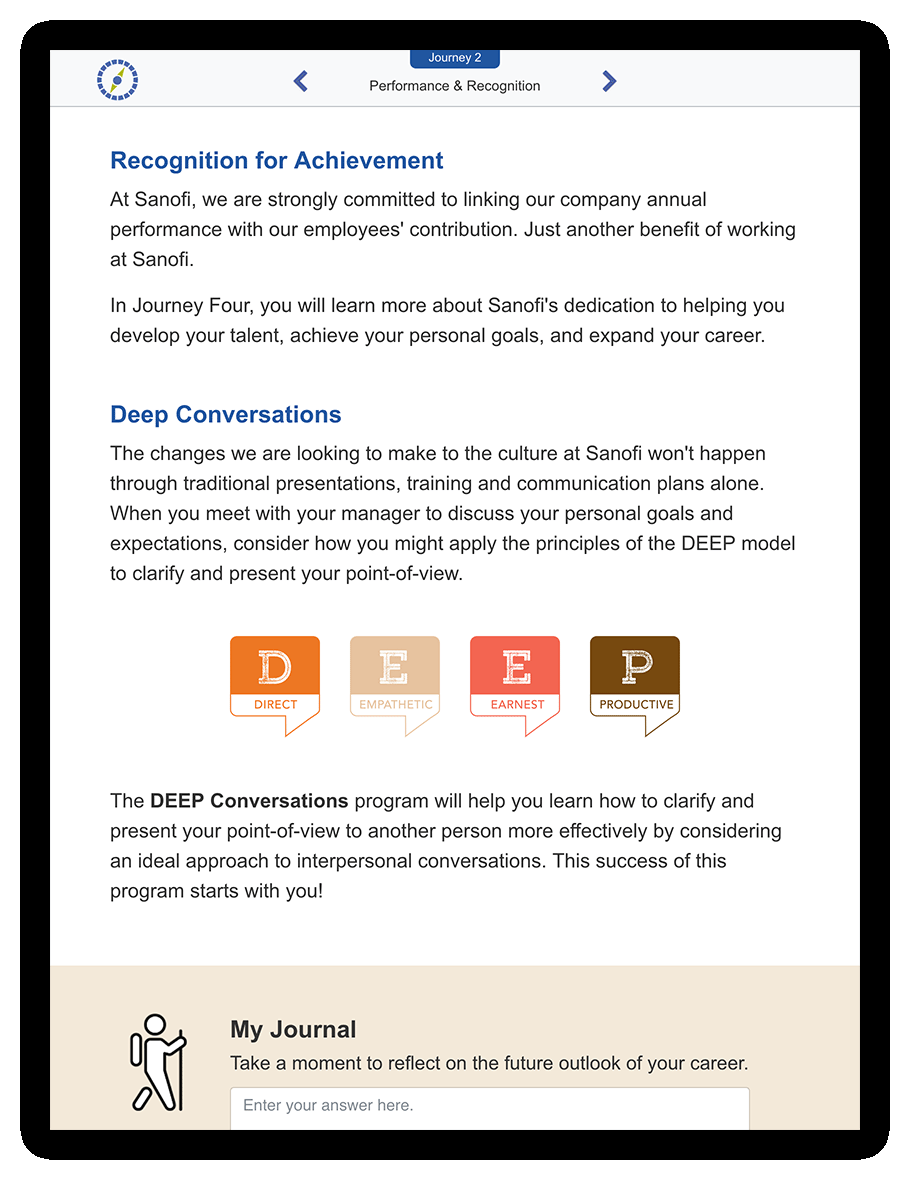 Journey 2
Performance & Recognition
Recognition for Achievement
At Sanofi, we are strongly committed to linking our company annual
performance with our employees' contribution. Just another benefit of working
at Sanofi.
In Journey Four, you will learn more about Sanofi's dedication to helping you
develop your talent, achieve your personal goals, and expand your career.
Deep Conversations
The changes we are looking to make to the culture at Sanofi won't happen
through traditional presentations, training and communication plans alone.
When you meet with your manager to discuss your personal goals and
expectations, consider how you might apply the principles of the DEEP model
to clarify and present your point-of-view.
D E E P
DIRECT EMPATHETIC EARNEST PRODUCTIVE
The DEEP Conversations program will help you learn how to clarify and
present your point-of-view to another person more effectively by considering
an ideal approach to interpersonal conversations. This success of this
program starts with you!
My Journal
Take a moment to reflect on the future outlook of your career.
Enter your answer here.